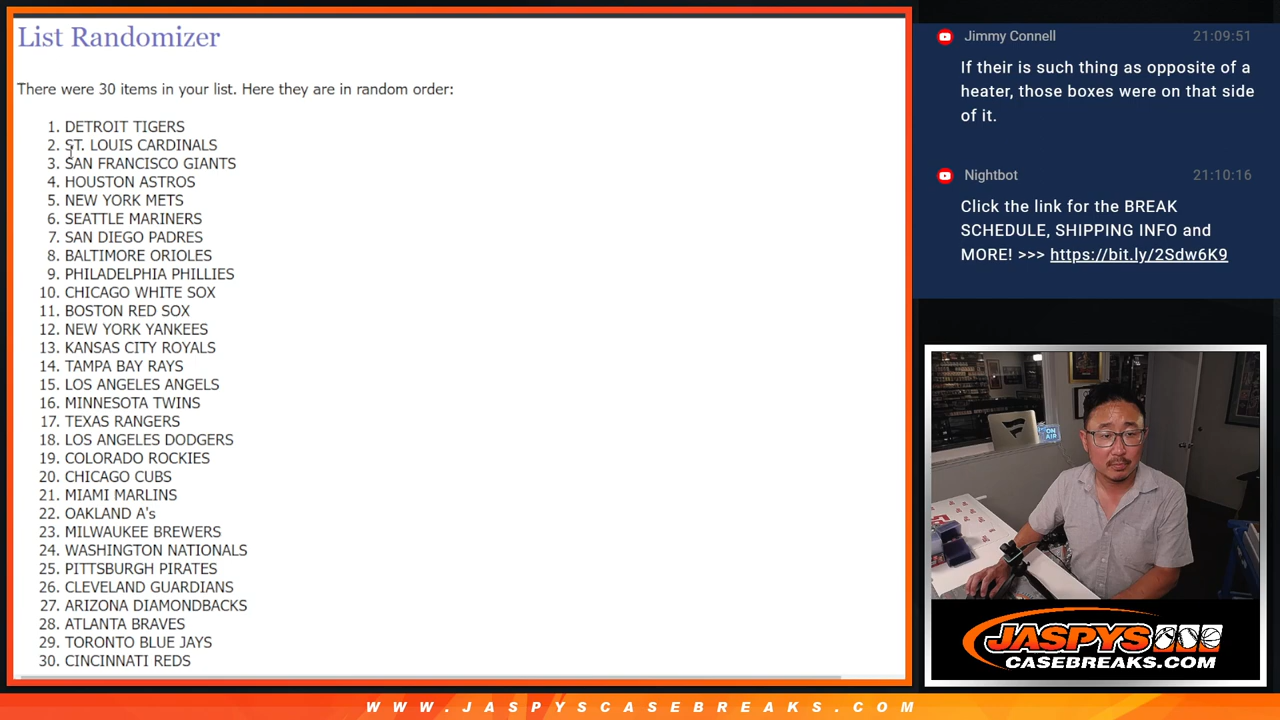 List Randomizer
There were 30 items in your list. Here they are in random order:
1. DETROIT TIGERS
2. ST. LOUIS CARDINALS
3. SAN FRANCISCO GIANTS
4. HOUSTON ASTROS
5. NEW YORK METS
6. SEATTLE MARINERS
7. SAN DIEGO PADRES
8. BALTIMORE ORIOLES
9. PHILADELPHIA PHILLIES
10. CHICAGO WHITE SOX
11. BOSTON RED SOX
12. NEW YORK YANKEES
13. KANSAS CITY ROYALS
14. TAMPA BAY RAYS
15. LOS ANGELES ANGELS
16. MINNESOTA TWINS
17. TEXAS RANGERS
18. LOS ANGELES DODGERS
19. COLORADO ROCKIES
20. CHICAGO CUBS
21. MIAMI MARLINS
22. OAKLAND A's
23. MILWAUKEE BREWERS
24. WASHINGTON NATIONALS
25. PITTSBURGH PIRATES
26. CLEVELAND GUARDIANS
27. ARIZONA DIAMONDBACKS
28. ATLANTA BRAVES
29. TORONTO BLUE JAYS
30. CINCINNATI REDS
Jimmy Connell 21:09:51
If their is such thing as opposite of a
heater, those boxes were on that side
of it.
Nightbot 21:10:16
Click the link for the BREAK
SCHEDULE, SHIPPING INFO and
MORE! >>> https://bit.ly/2Sdw6K9
ON
AIR
JASPYS
CASEBREAKS.COM
WWW.JASPYSCASEBREAKS.COM